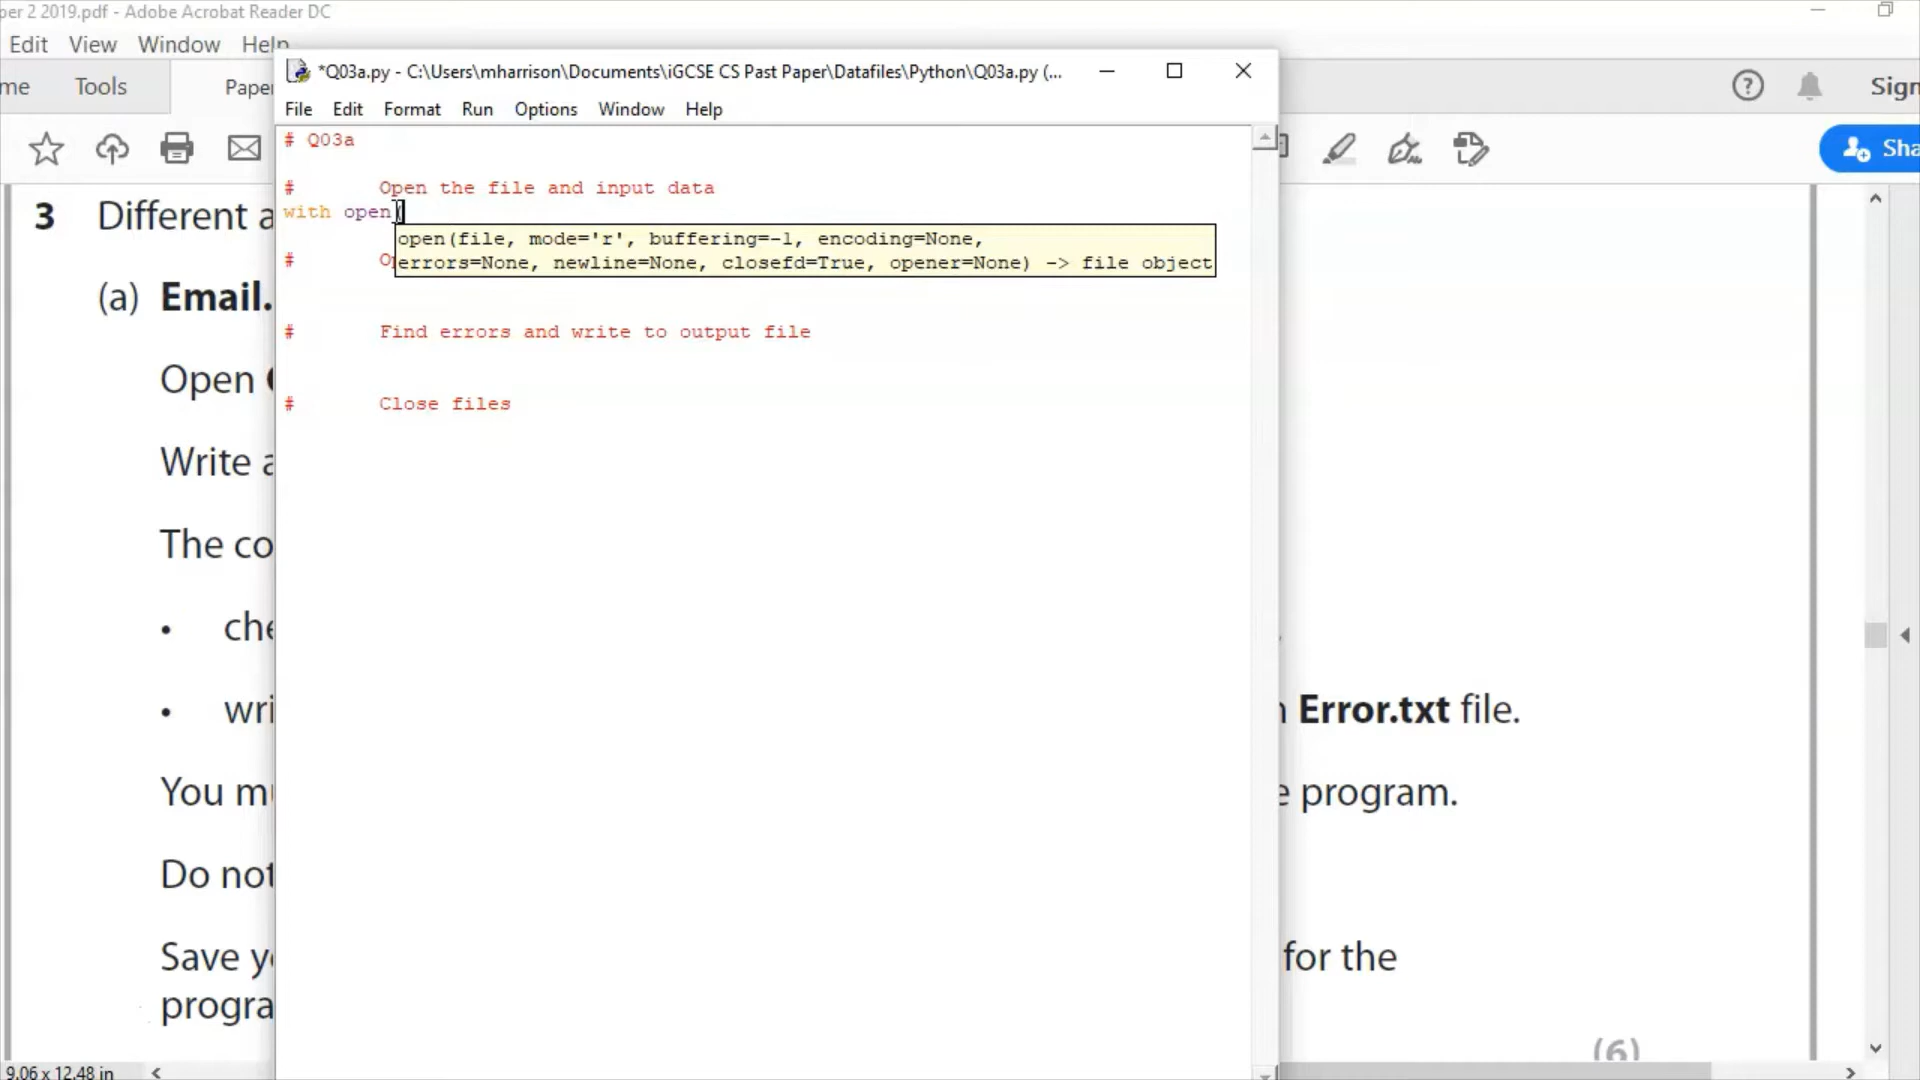 per 2 2019.pdf - Adobe Acrobat Reader DC
Edit View Window Help
me Tools Paper
Sign
Sha
*Q03a.py - C:\Users\mharrison\Documents\iGCSE CS Past Paper\Datafiles\Python\Q03a.py (...
File Edit Format Run Options Window Help
# Q03a
# Open the file and input data
with open(
open(file, mode='r', buffering=-1, encoding=None,
errors=None, newline=None, closefd=True, opener=None) -> file object
# O
# Find errors and write to output file
# Close files
3 Different a
(a) Email.
Open
Write a
The co
• che
• wri
n Error.txt file.
You mu
e program.
Do not
Save yo
for the
progra
(6)
9.06 x 12.48 in